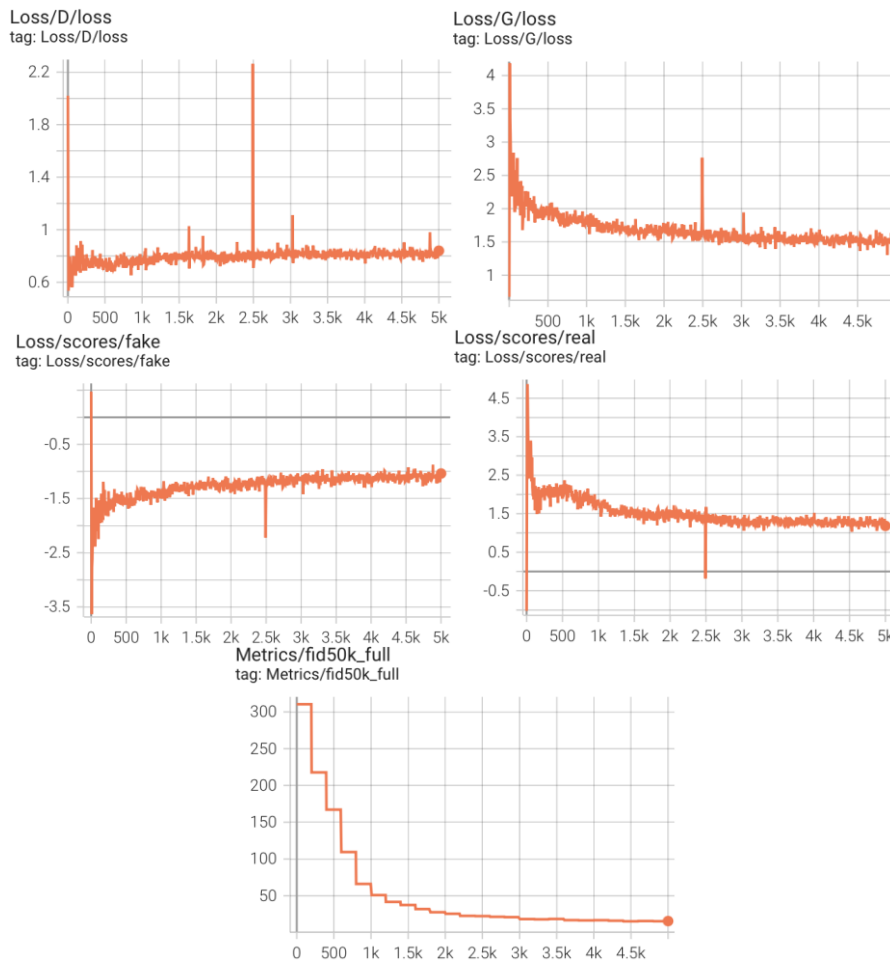 Loss/D/loss
tag: Loss/D/loss
2.2
1.8
1.4
1
0.6
0 500 1k 1.5k 2k 2.5k 3k 3.5k 4k 4.5k 5k
Loss/G/loss
tag: Loss/G/loss
4
3.5
3
2.5
2
1.5
1
500 1k 1.5k 2k 2.5k 3k 3.5k 4k 4.5k
Loss/scores/fake
tag: Loss/scores/fake
-0.5
-1.5
-2.5
-3.5
0 500 1k 1.5k 2k 2.5k 3k 3.5k 4k 4.5k 5k
Loss/scores/real
tag: Loss/scores/real
4.5
3.5
2.5
1.5
0.5
-0.5
0 500 1k 1.5k 2k 2.5k 3k 3.5k 4k 4.5k 5k
Metrics/fid50k_full
tag: Metrics/fid50k_full
300
250
200
150
100
50
0 500 1k 1.5k 2k 2.5k 3k 3.5k 4k 4.5k